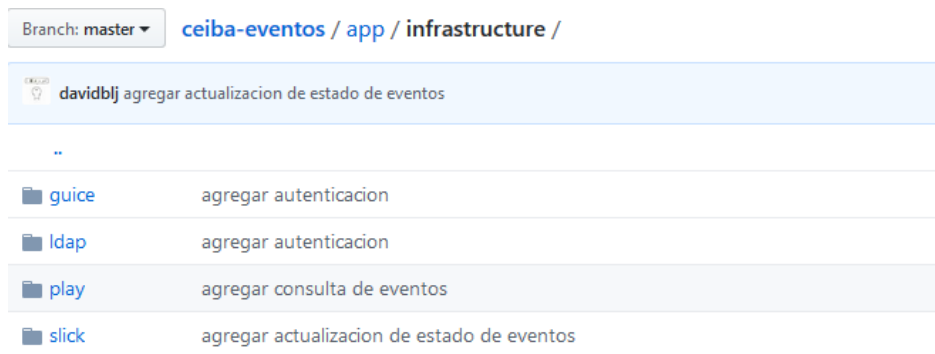 Branch: master ceiba-eventos / app / infrastructure /
davidblj agregar actualizacion de estado de eventos
..
guice agregar autenticacion
ldap agregar autenticacion
play agregar consulta de eventos
slick agregar actualizacion de estado de eventos